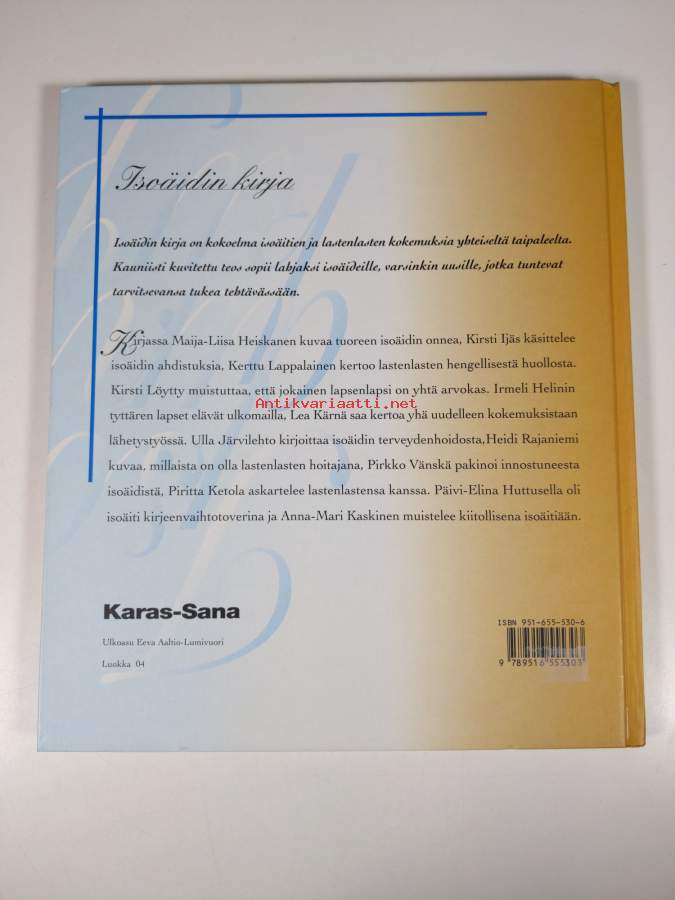 Isoäidin kirja
Isoäidin kirja on kokoelma isoäitien ja lastenlasten kokemuksia yhteiseltä taipaleelta.
Kauniisti kuvitettu teos sopii lahjaksi isoäideille, varsinkin uusille, jotka tuntevat
tarvitsevansa tukea tehtävässään.
Kirjassa Maija-Liisa Heiskanen kuvaa tuoreen isoäidin onnea, Kirsti Ijäs käsittelee
isoäidin ahdistuksia, Kerttu Lappalainen kertoo lastenlasten hengellisestä huollosta.
Kirsti Löytty muistuttaa, että jokainen lapsenlapsi on yhtä arvokas. Irmeli Helinin
Antikvariaatti.net
tyttären lapset elävät ulkomailla, Lea Kärnä saa kertoa yhä uudelleen kokemuksistaan
lähetystyössä. Ulla Järvilehto kirjoittaa isoäidin terveydenhoidosta,Heidi Rajaniemi
kuvaa, millaista on olla lastenlasten hoitajana, Pirkko Vänskä pakinoi innostuneesta
isoäidistä, Piritta Ketola askartelee lastenlastensa kanssa. Päivi-Elina Huttusella oli
isoäiti kirjeenvaihtotoverina ja Anna-Mari Kaskinen muistelee kiitollisena isoäitiään.
Karas-Sana
Ulkoasu Eeva Aaltio-Lumivuori
Luokka 04
ISBN 951-655-530-6
9 789516 555303